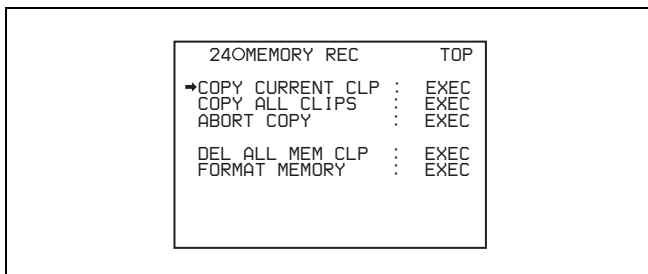 24○MEMORY REC TOP
➡COPY CURRENT CLP : EXEC
COPY ALL CLIPS : EXEC
ABORT COPY : EXEC
DEL ALL MEM CLP : EXEC
FORMAT MEMORY : EXEC